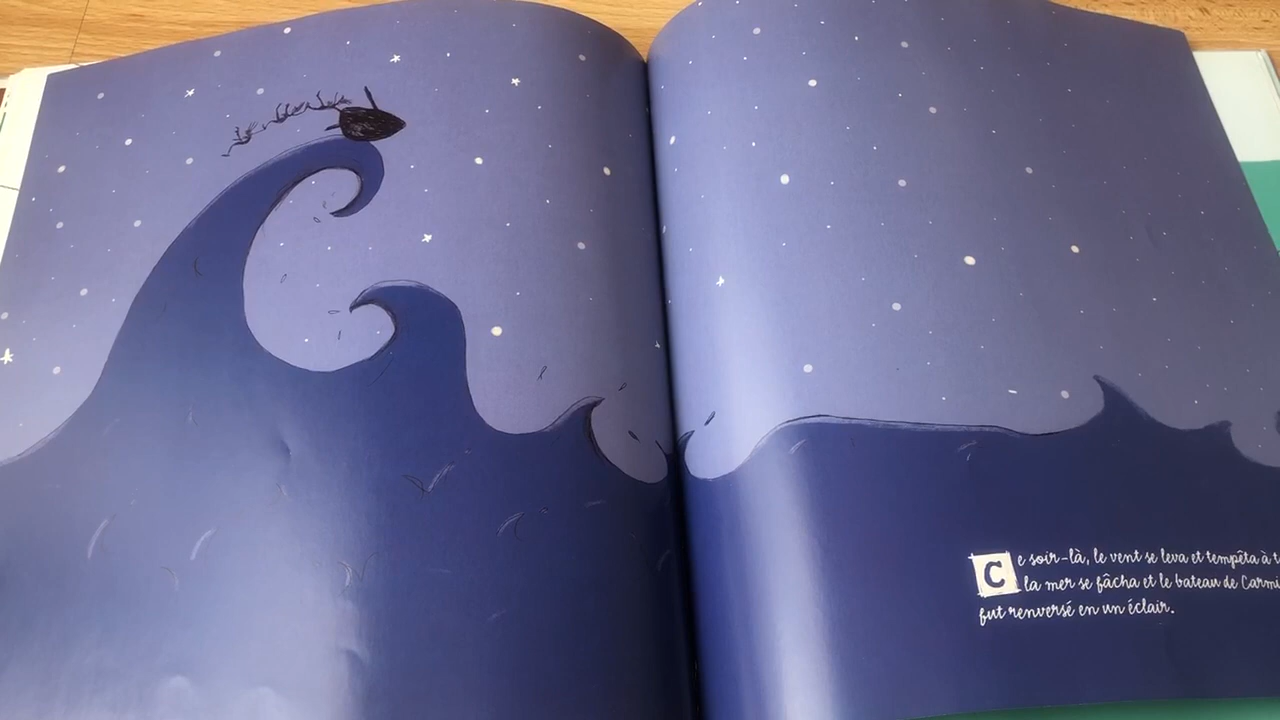 Ce soir-là, le vent se leva et tempêta à
la mer se fâcha et le bateau de
fut renversé en un éclair.